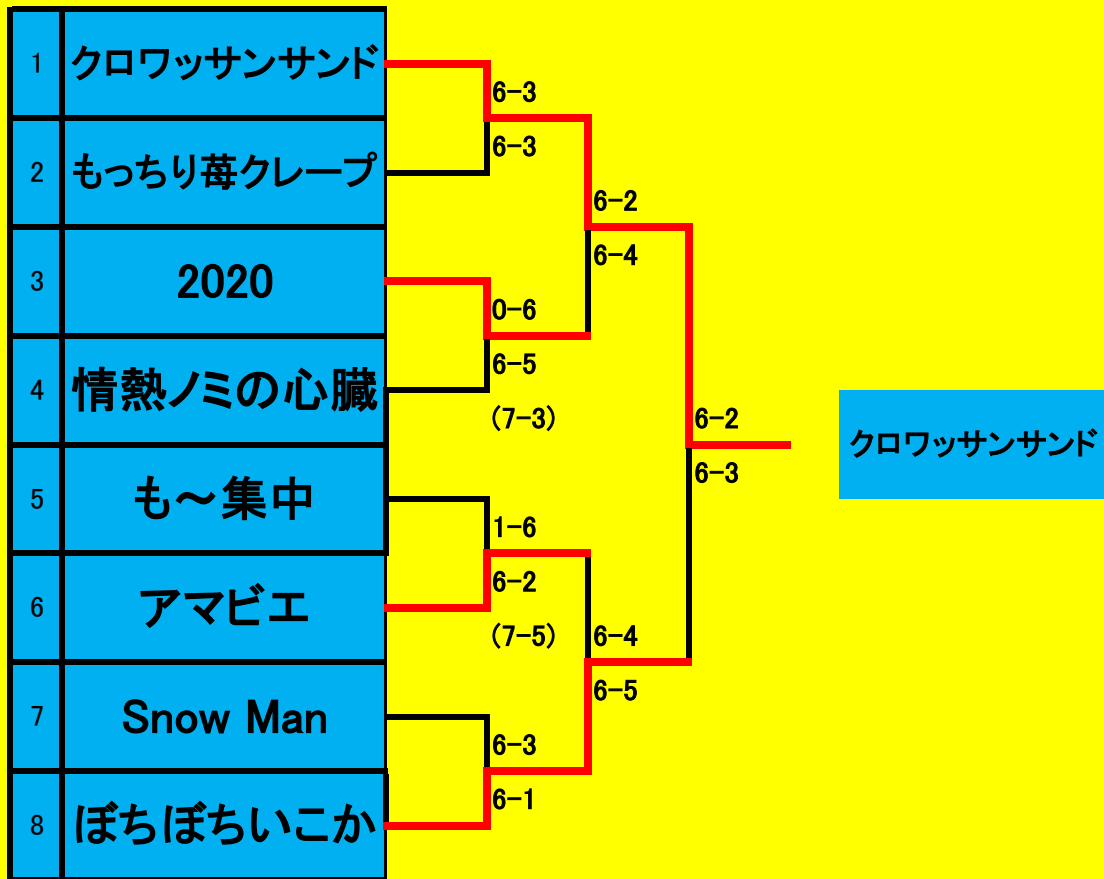 1 クロワッサンサンド
2 もっちり苺クレープ
3 2020
4 情熱ノミの心臓
5 も～集中
6 アマビエ
7 Snow Man
8 ぼちぼちいこか
6-3
6-3
0-6
6-5
(7-3)
1-6
6-2
(7-5)
6-3
6-1
6-2
6-4
6-4
6-5
6-2
6-3
クロワッサンサンド